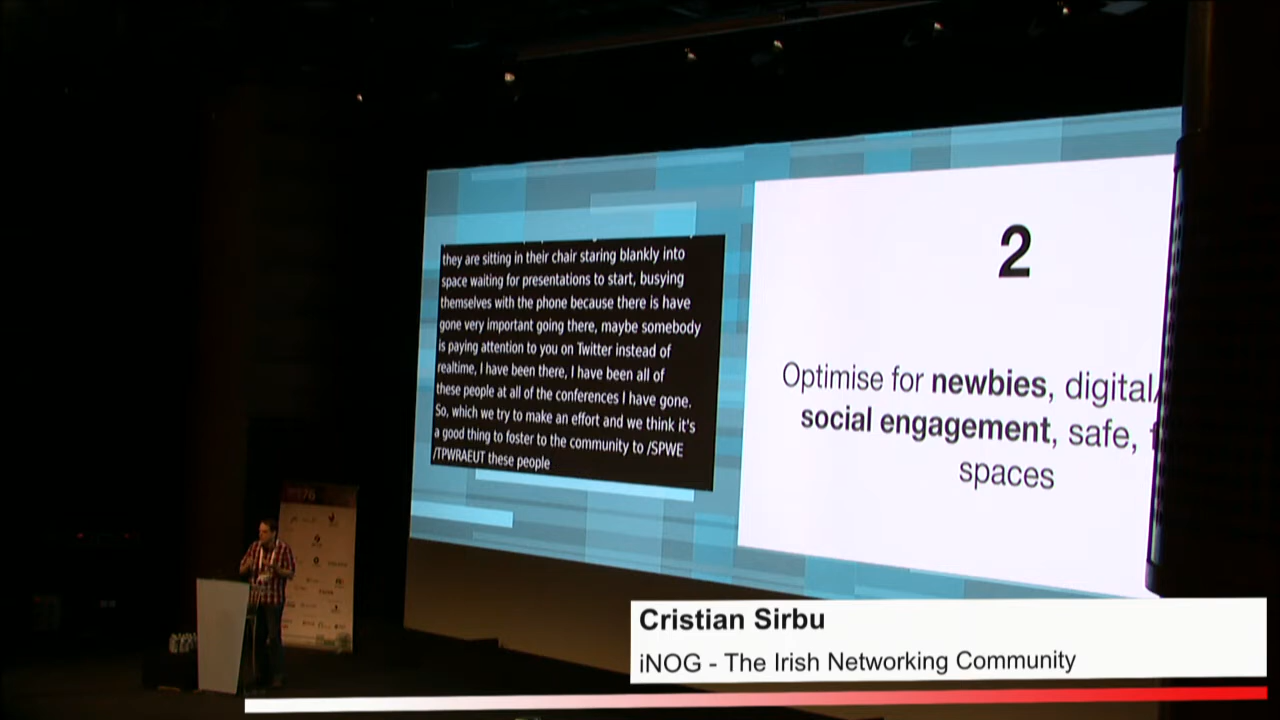 they are sitting in their chair staring blankly into
space waiting for presentations to start, busying
themselves with the phone because there is have
gone very important going there, maybe somebody
is paying attention to you on Twitter instead of
realtime, I have been there, I have been all of
these people at all of the conferences I have gone.
So, which we try to make an effort and we think it's
a good thing to foster to the community to /SPWE
/TPWRAEUT these people
2
Optimise for newbies, digital/
social engagement, safe,
spaces
Cristian Sirbu
iNOG - The Irish Networking Community